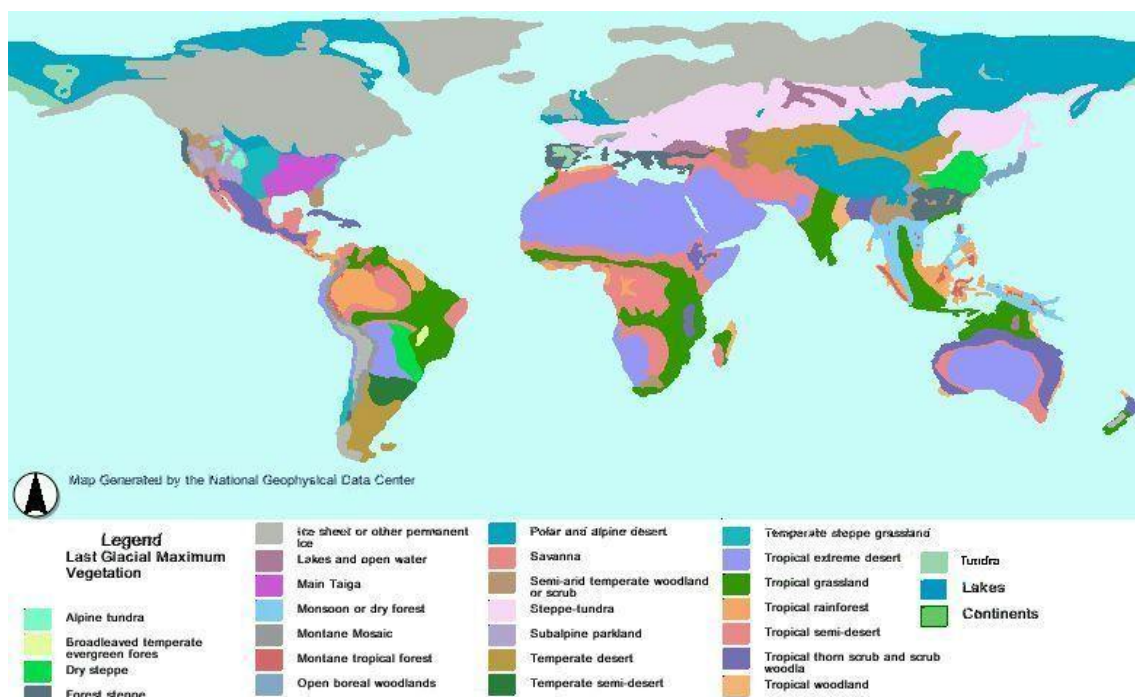 Map Generated by the National Geophysical Data Center
Legend
Last Glacial Maximum
Vegetation
Alpine tundra
Broadleaved temperate
evergreen fores
Dry steppe
Forest steppe
Ice sheet or other permanent
Ice
Lakes and open water
Main Taiga
Monsoon or dry forest
Montane Mosaic
Montane tropical forest
Open boreal woodlands
Polar and alpine desert
Savanna
Semi-arid temperate woodland
or scrub
Steppe-tundra
Subalpine parkland
Temperate desert
Temperate semi-desert
Temperate steppe grassland
Tropical extreme desert
Tropical grassland
Tropical rainforest
Tropical semi-desert
Tropical thorn scrub and scrub
woodla
Tropical woodland
Tundra
Lakes
Continents